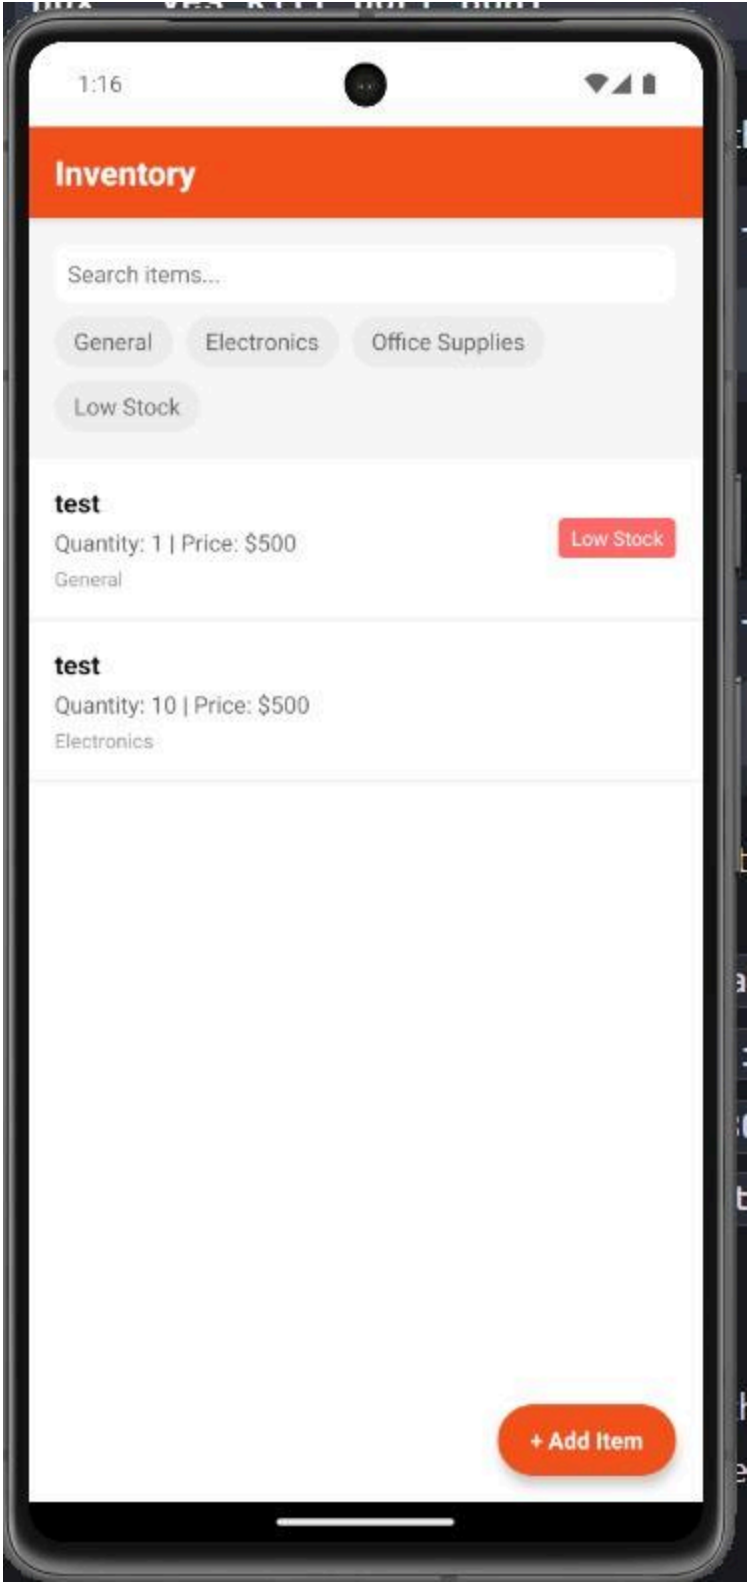 1:16
Inventory
Search items...
General Electronics Office Supplies
Low Stock
test
Quantity: 1 | Price: $500
Low Stock
General
test
Quantity: 10 | Price: $500
Electronics
+ Add Item